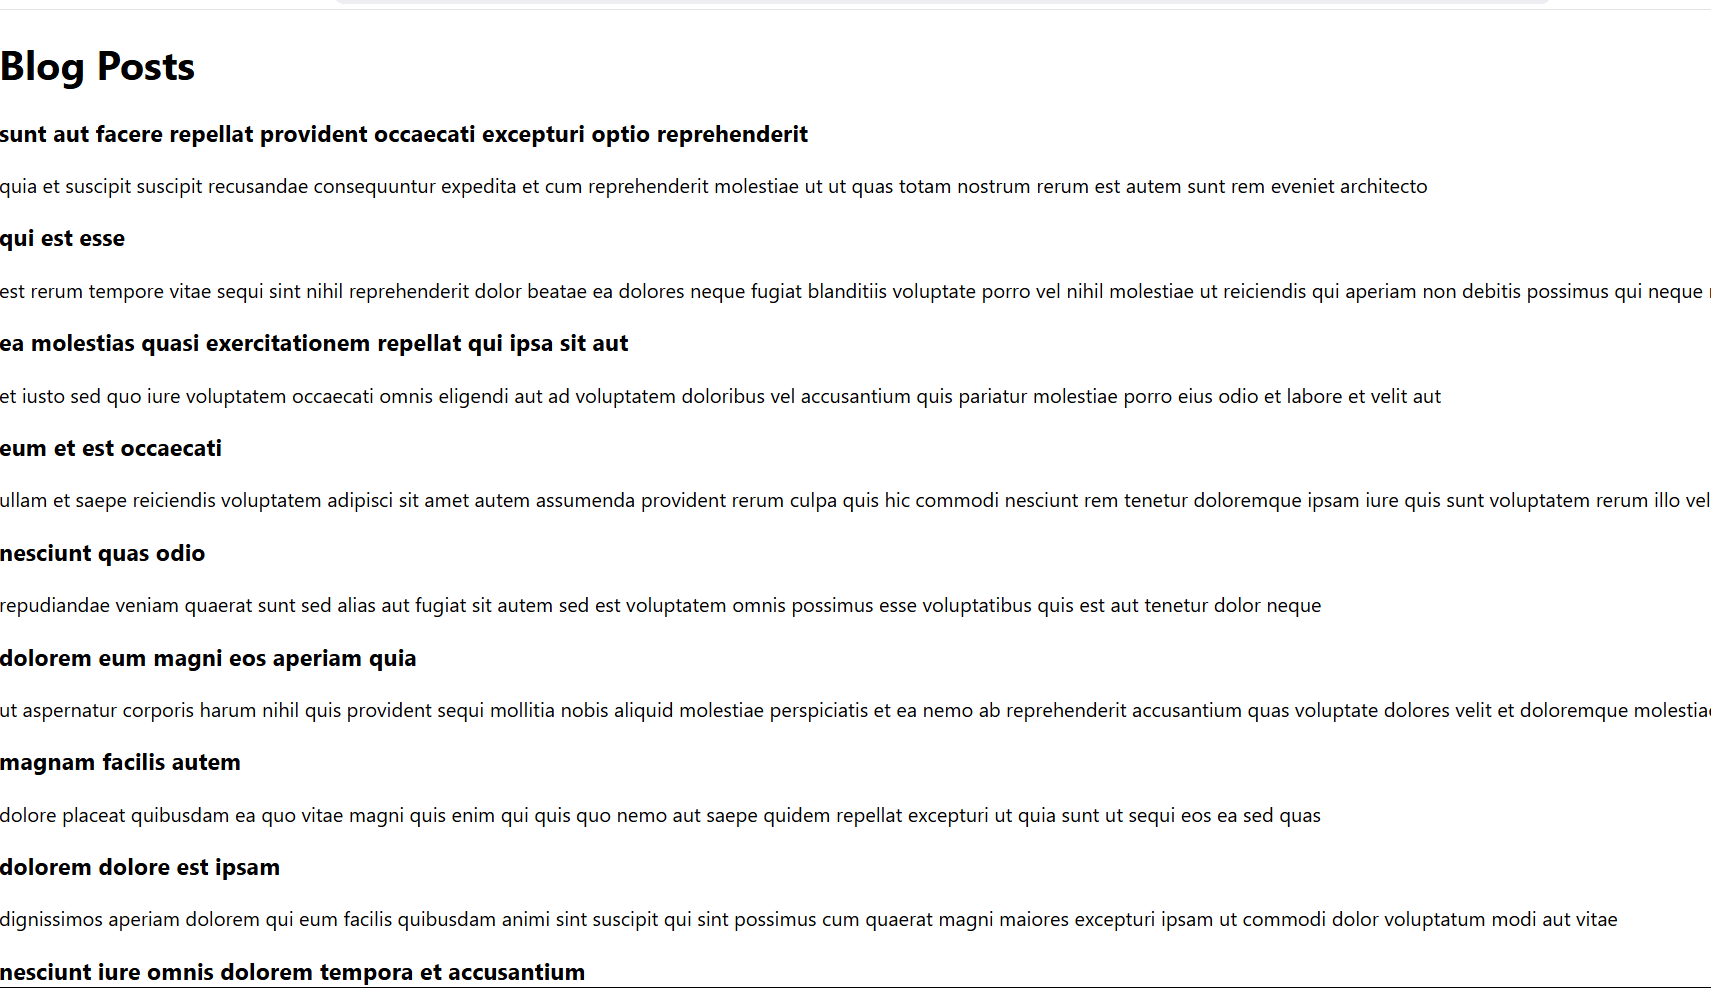 Blog Posts
sunt aut facere repellat provident occaecati excepturi optio reprehenderit
quia et suscipit suscipit recusandae consequuntur expedita et cum reprehenderit molestiae ut ut quas totam nostrum rerum est autem sunt rem eveniet architecto
qui est esse
est rerum tempore vitae sequi sint nihil reprehenderit dolor beatae ea dolores neque fugiat blanditiis voluptate porro vel nihil molestiae ut reiciendis qui aperiam non debitis possimus qui neque
ea molestias quasi exercitationem repellat qui ipsa sit aut
et iusto sed quo iure voluptatem occaecati omnis eligendi aut ad voluptatem doloribus vel accusantium quis pariatur molestiae porro eius odio et labore et velit aut
eum et est occaecati
ullam et saepe reiciendis voluptatem adipisci sit amet autem assumenda provident rerum culpa quis hic commodi nesciunt rem tenetur doloremque ipsam iure quis sunt voluptatem rerum illo vel
nesciunt quas odio
repudiandae veniam quaerat sunt sed alias aut fugiat sit autem sed est voluptatem omnis possimus esse voluptatibus quis est aut tenetur dolor neque
dolorem eum magni eos aperiam quia
ut aspernatur corporis harum nihil quis provident sequi mollitia nobis aliquid molestiae perspiciatis et ea nemo ab reprehenderit accusantium quas voluptate dolores velit et doloremque
magnam facilis autem
dolore placeat quibusdam ea quo vitae magni quis enim qui quis quo nemo aut saepe quidem repellat excepturi ut quia sunt ut sequi eos ea sed quas
dolorem dolore est ipsam
dignissimos aperiam dolorem qui eum facilis quibusdam animi sint suscipit qui sint possimus cum quaerat magni maiores excepturi ipsam ut commodi dolor voluptatum modi aut vitae
nesciunt iure omnis dolorem tempora et accusantium